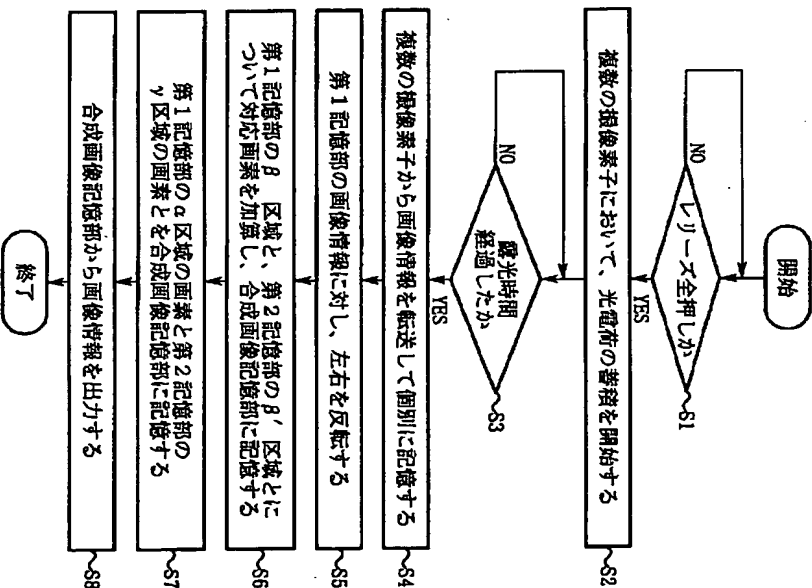 開始
レリーズ全押しか
S1
NO
YES
複数の撮像素子において、光電荷の蓄積を開始する
S2
露光時間
経過したか
S3
NO
YES
複数の撮像素子から画像情報を転送して個別に記憶する
S4
第1記憶部の画像情報に対し、左右を反転する
S5
第1記憶部のβ 区域と、第2記憶部のβ′区域とに
ついて対応画素を加算し、合成画像記憶部に記憶する
S6
第1記憶部のα区域の画素と第2記憶部の
γ区域の画素とを合成画像記憶部に記憶する
S7
合成画像記憶部から画像情報を出力する
S8
終了